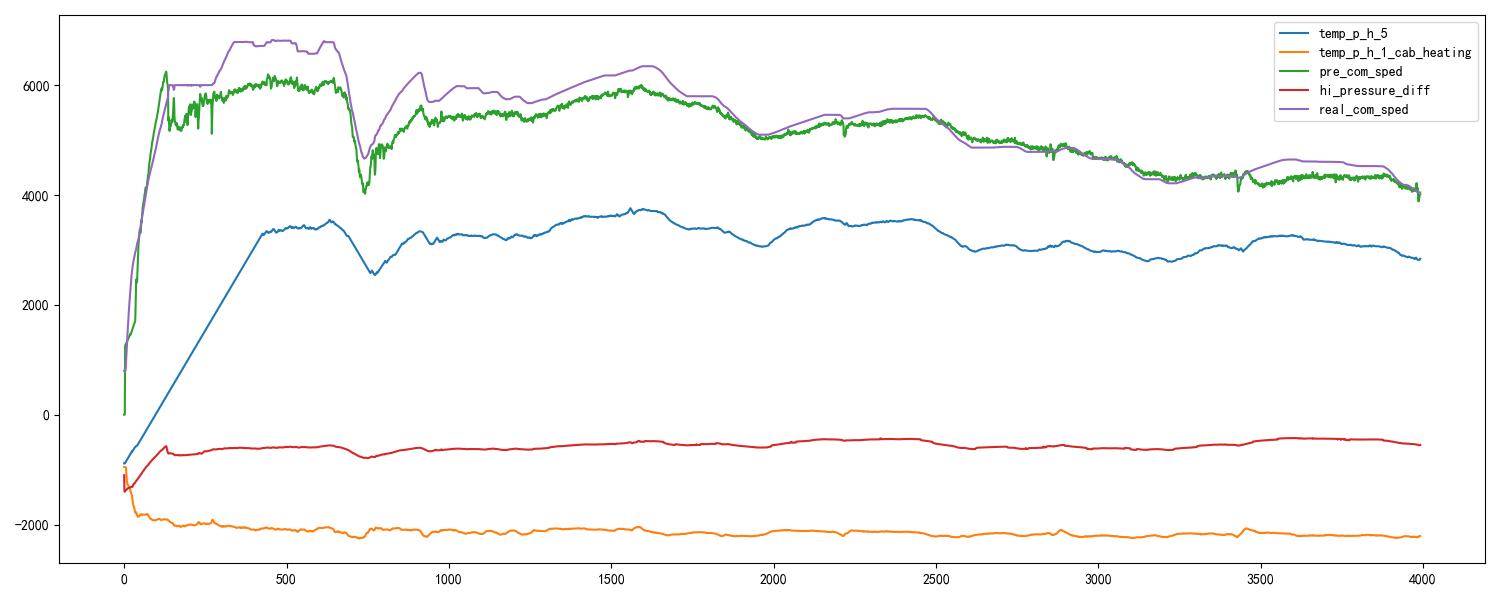 temp_p_h_5
temp_p_h_1_cab_heating
pre_com_sped
hi_pressure_diff
real_com_sped
6000
4000
2000
0
−2000
0 500 1000 1500 2000 2500 3000 3500 4000